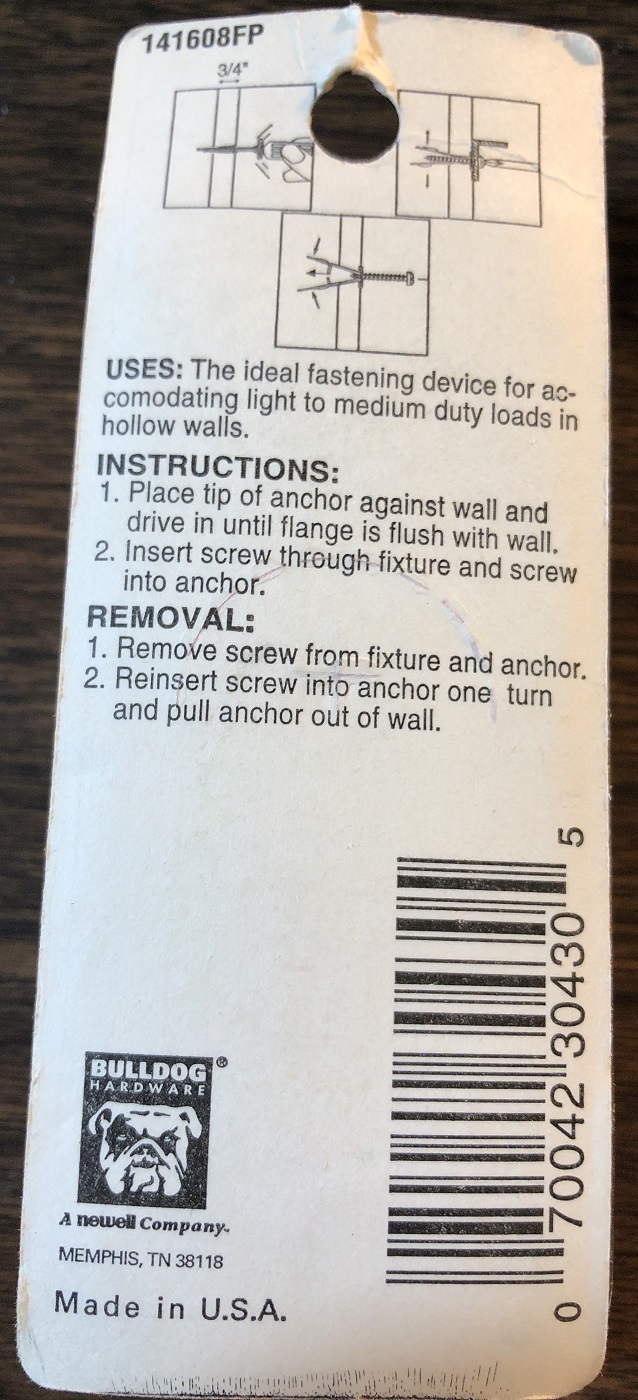 141608FP
3/4"
USES: The ideal fastening device for ac-
comodating light to medium duty loads in
hollow walls.
INSTRUCTIONS:
1. Place tip of anchor against wall and
drive in until flange is flush with wall.
2. Insert screw through fixture and screw
into anchor.
REMOVAL:
1. Remove screw from fixture and anchor.
2. Reinsert screw into anchor one turn
and pull anchor out of wall.
0 70042 30430 5
BULLDOG®
HARDWARE
A newell Company™
MEMPHIS, TN 38118
Made in U.S.A.